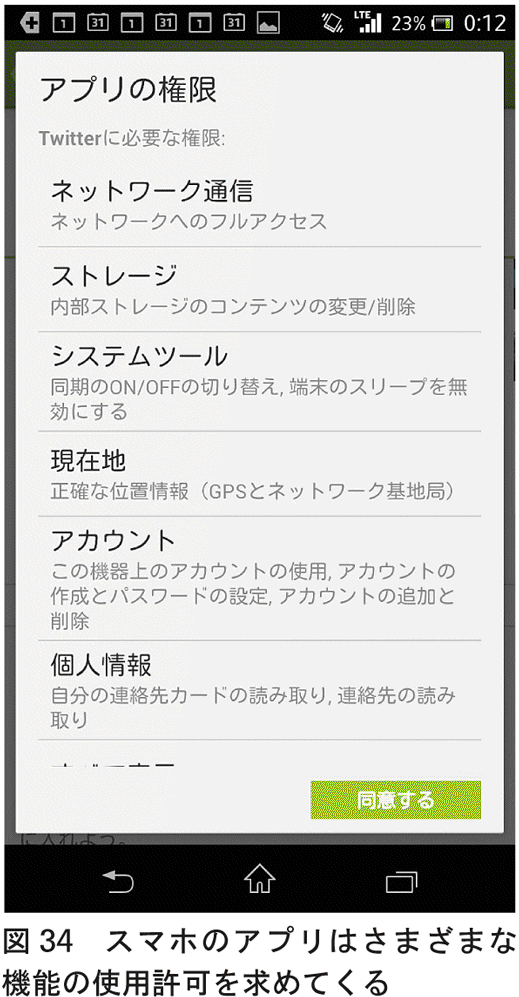 1 31 1 31 1 31 LTE 23% 0:12
アプリの権限
Twitterに必要な権限:
ネットワーク通信
ネットワークへのフルアクセス
ストレージ
内部ストレージのコンテンツの変更/削除
システムツール
同期のON/OFFの切り替え, 端末のスリープを無
効にする
現在地
正確な位置情報（GPSとネットワーク基地局）
アカウント
この機器上のアカウントの使用, アカウントの
作成とパスワードの設定, アカウントの追加と
削除
個人情報
自分の連絡先カードの読み取り, 連絡先の読み
取り
同意する
に入れよう。
図 34　スマホのアプリはさまざまな
機能の使用許可を求めてくる